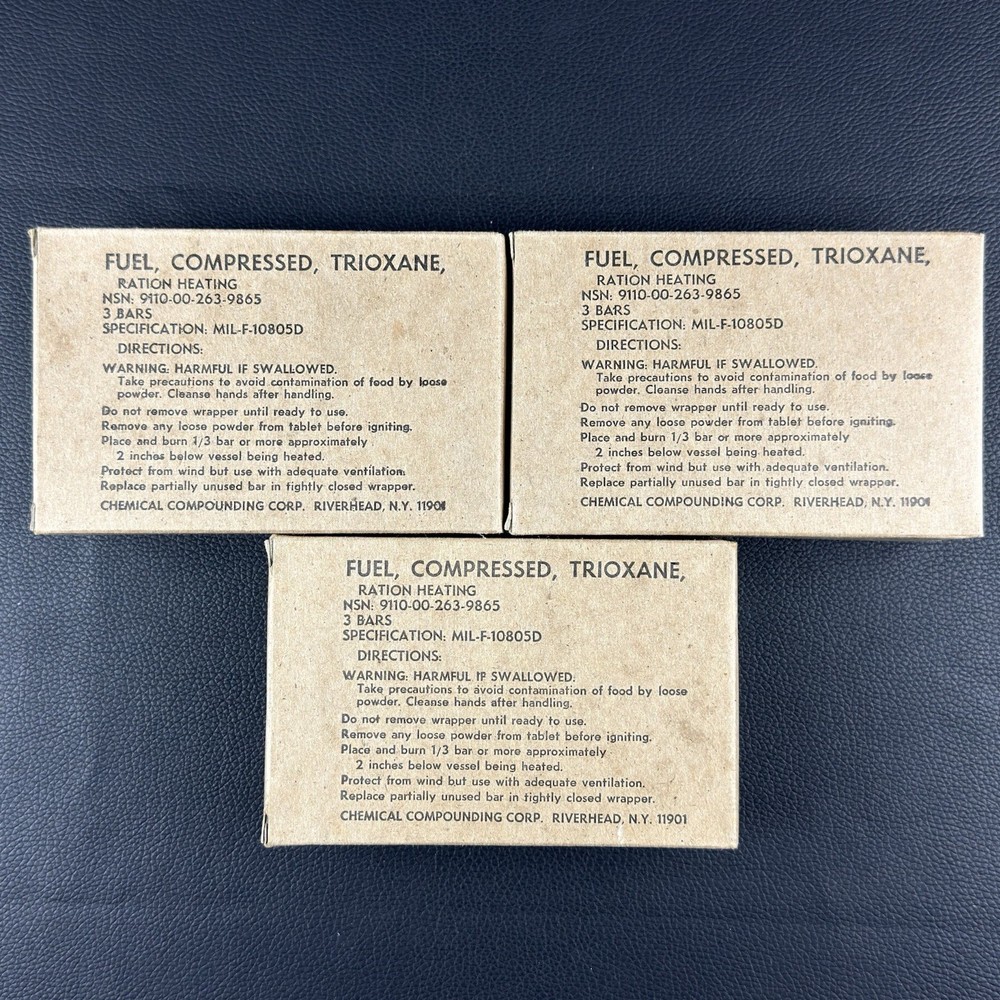 FUEL, COMPRESSED, TRIOXANE,
RATION HEATING
NSN: 9110-00-263-9865
3 BARS
SPECIFICATION: MIL-F-10805D
DIRECTIONS:
WARNING: HARMFUL IF SWALLOWED.
Take precautions to avoid contamination of food by loose
powder. Cleanse hands after handling.
Do not remove wrapper until ready to use.
Remove any loose powder from tablet before igniting.
Place and burn 1/3 bar or more approximately
2 inches below vessel being heated.
Protect from wind but use with adequate ventilation.
Replace partially unused bar in tightly closed wrapper.
CHEMICAL COMPOUNDING CORP. RIVERHEAD, N.Y. 11901
FUEL, COMPRESSED, TRIOXANE,
RATION HEATING
NSN: 9110-00-263-9865
3 BARS
SPECIFICATION: MIL-F-10805D
DIRECTIONS:
WARNING: HARMFUL IF SWALLOWED.
Take precautions to avoid contamination of food by loose
powder. Cleanse hands after handling.
Do not remove wrapper until ready to use.
Remove any loose powder from tablet before igniting.
Place and burn 1/3 bar or more approximately
2 inches below vessel being heated.
Protect from wind but use with adequate ventilation.
Replace partially unused bar in tightly closed wrapper.
CHEMICAL COMPOUNDING CORP. RIVERHEAD, N.Y. 11901
FUEL, COMPRESSED, TRIOXANE,
RATION HEATING
NSN: 9110-00-263-9865
3 BARS
SPECIFICATION: MIL-F-10805D
DIRECTIONS:
WARNING: HARMFUL IF SWALLOWED.
Take precautions to avoid contamination of food by loose
powder. Cleanse hands after handling.
Do not remove wrapper until ready to use.
Remove any loose powder from tablet before igniting.
Place and burn 1/3 bar or more approximately
2 inches below vessel being heated.
Protect from wind but use with adequate ventilation.
Replace partially unused bar in tightly closed wrapper.
CHEMICAL COMPOUNDING CORP. RIVERHEAD, N.Y. 11901